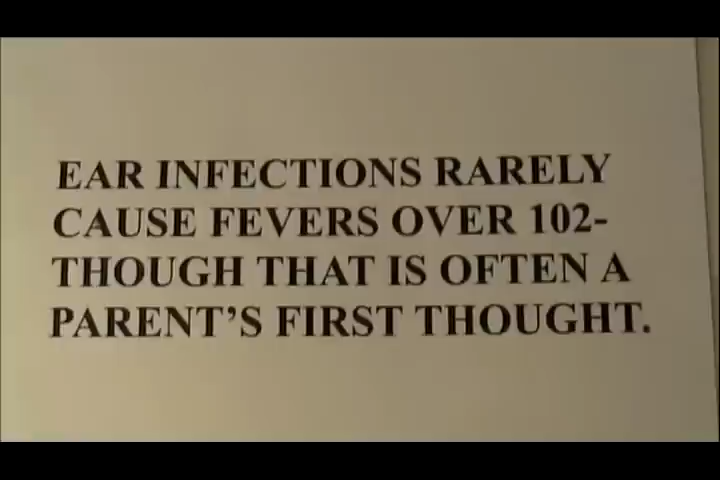 EAR INFECTIONS RARELY
CAUSE FEVERS OVER 102-
THOUGH THAT IS OFTEN A
PARENT’S FIRST THOUGHT.